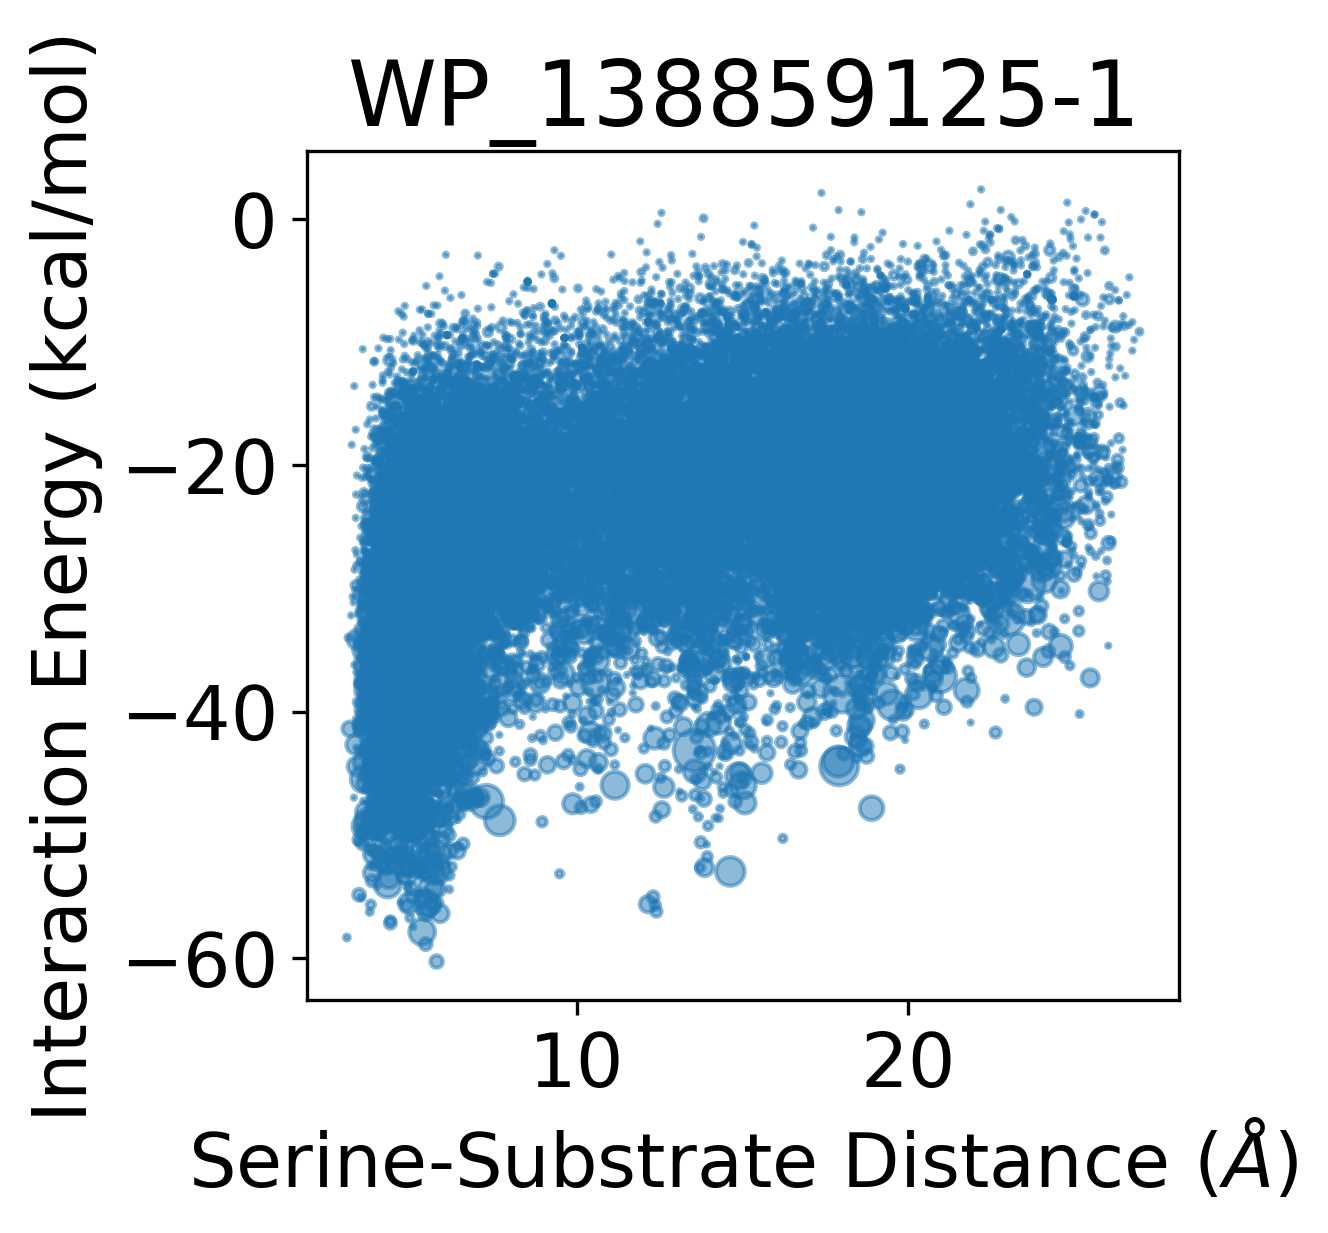 WP_138859125-1
Interaction Energy (kcal/mol)
0
−20
−40
−60
10 20
Serine-Substrate Distance (Å)